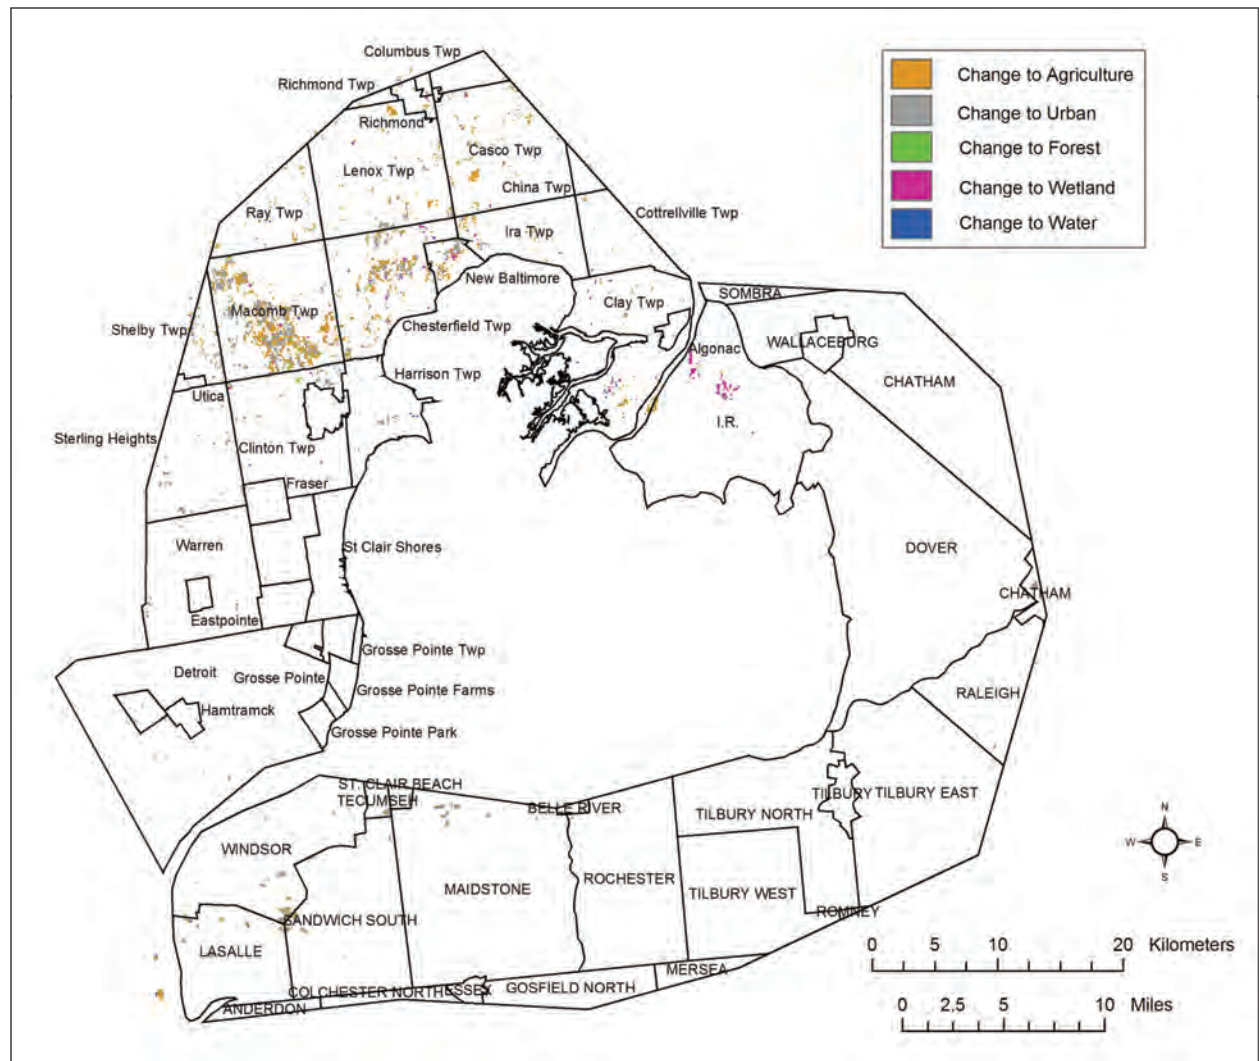 Columbus Twp
Richmond Twp
Richmond
Casco Twp
Lenox Twp
China Twp
Ray Twp
Cottrellville Twp
Ira Twp
New Baltimore
Macomb Twp
Clay Twp
Shelby Twp
Chesterfield Twp
Harrison Twp
Algonac
Utica
Sterling Heights
Clinton Twp
Fraser
Warren
St Clair Shores
Eastpointe
Grosse Pointe Twp
Detroit
Grosse Pointe
Grosse Pointe Farms
Hamtramck
Grosse Pointe Park
Change to Agriculture
Change to Urban
Change to Forest
Change to Wetland
Change to Water
SOMBRA
WALLACEBURG
CHATHAM
I.R.
DOVER
CHATHAM
RALEIGH
ST. CLAIR BEACH
TECUMSEH
BELLE RIVER
TILBURY
TILBURY EAST
TILBURY NORTH
WINDSOR
MAIDSTONE
ROCHESTER
TILBURY WEST
ROMNEY
SANDWICH SOUTH
LASALLE
MERSEA
GOSFIELD NORTH
COLCHESTER NORTH
ESSEX
ANDERDON
N
W
E
S
0 5 10 20 Kilometers
0 2.5 5 10 Miles